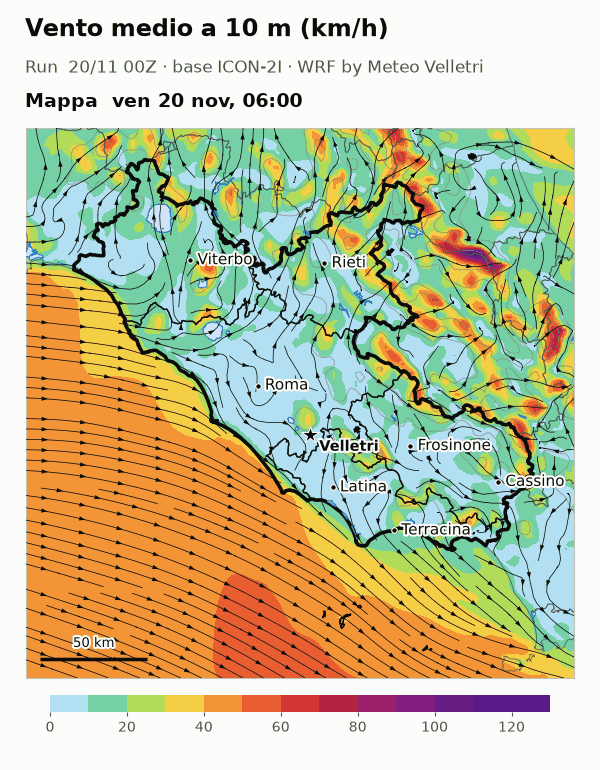 Vento medio a 10 m (km/h)
Run  20/11 00Z · base ICON-2I · WRF by Meteo Velletri
Mappa  ven 20 nov, 06:00
Viterbo
Rieti
Roma
Velletri
Frosinone
Cassino
Latina
Terracina
50 km
0 20 40 60 80 100 120